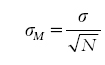 σ_M = σ / √N